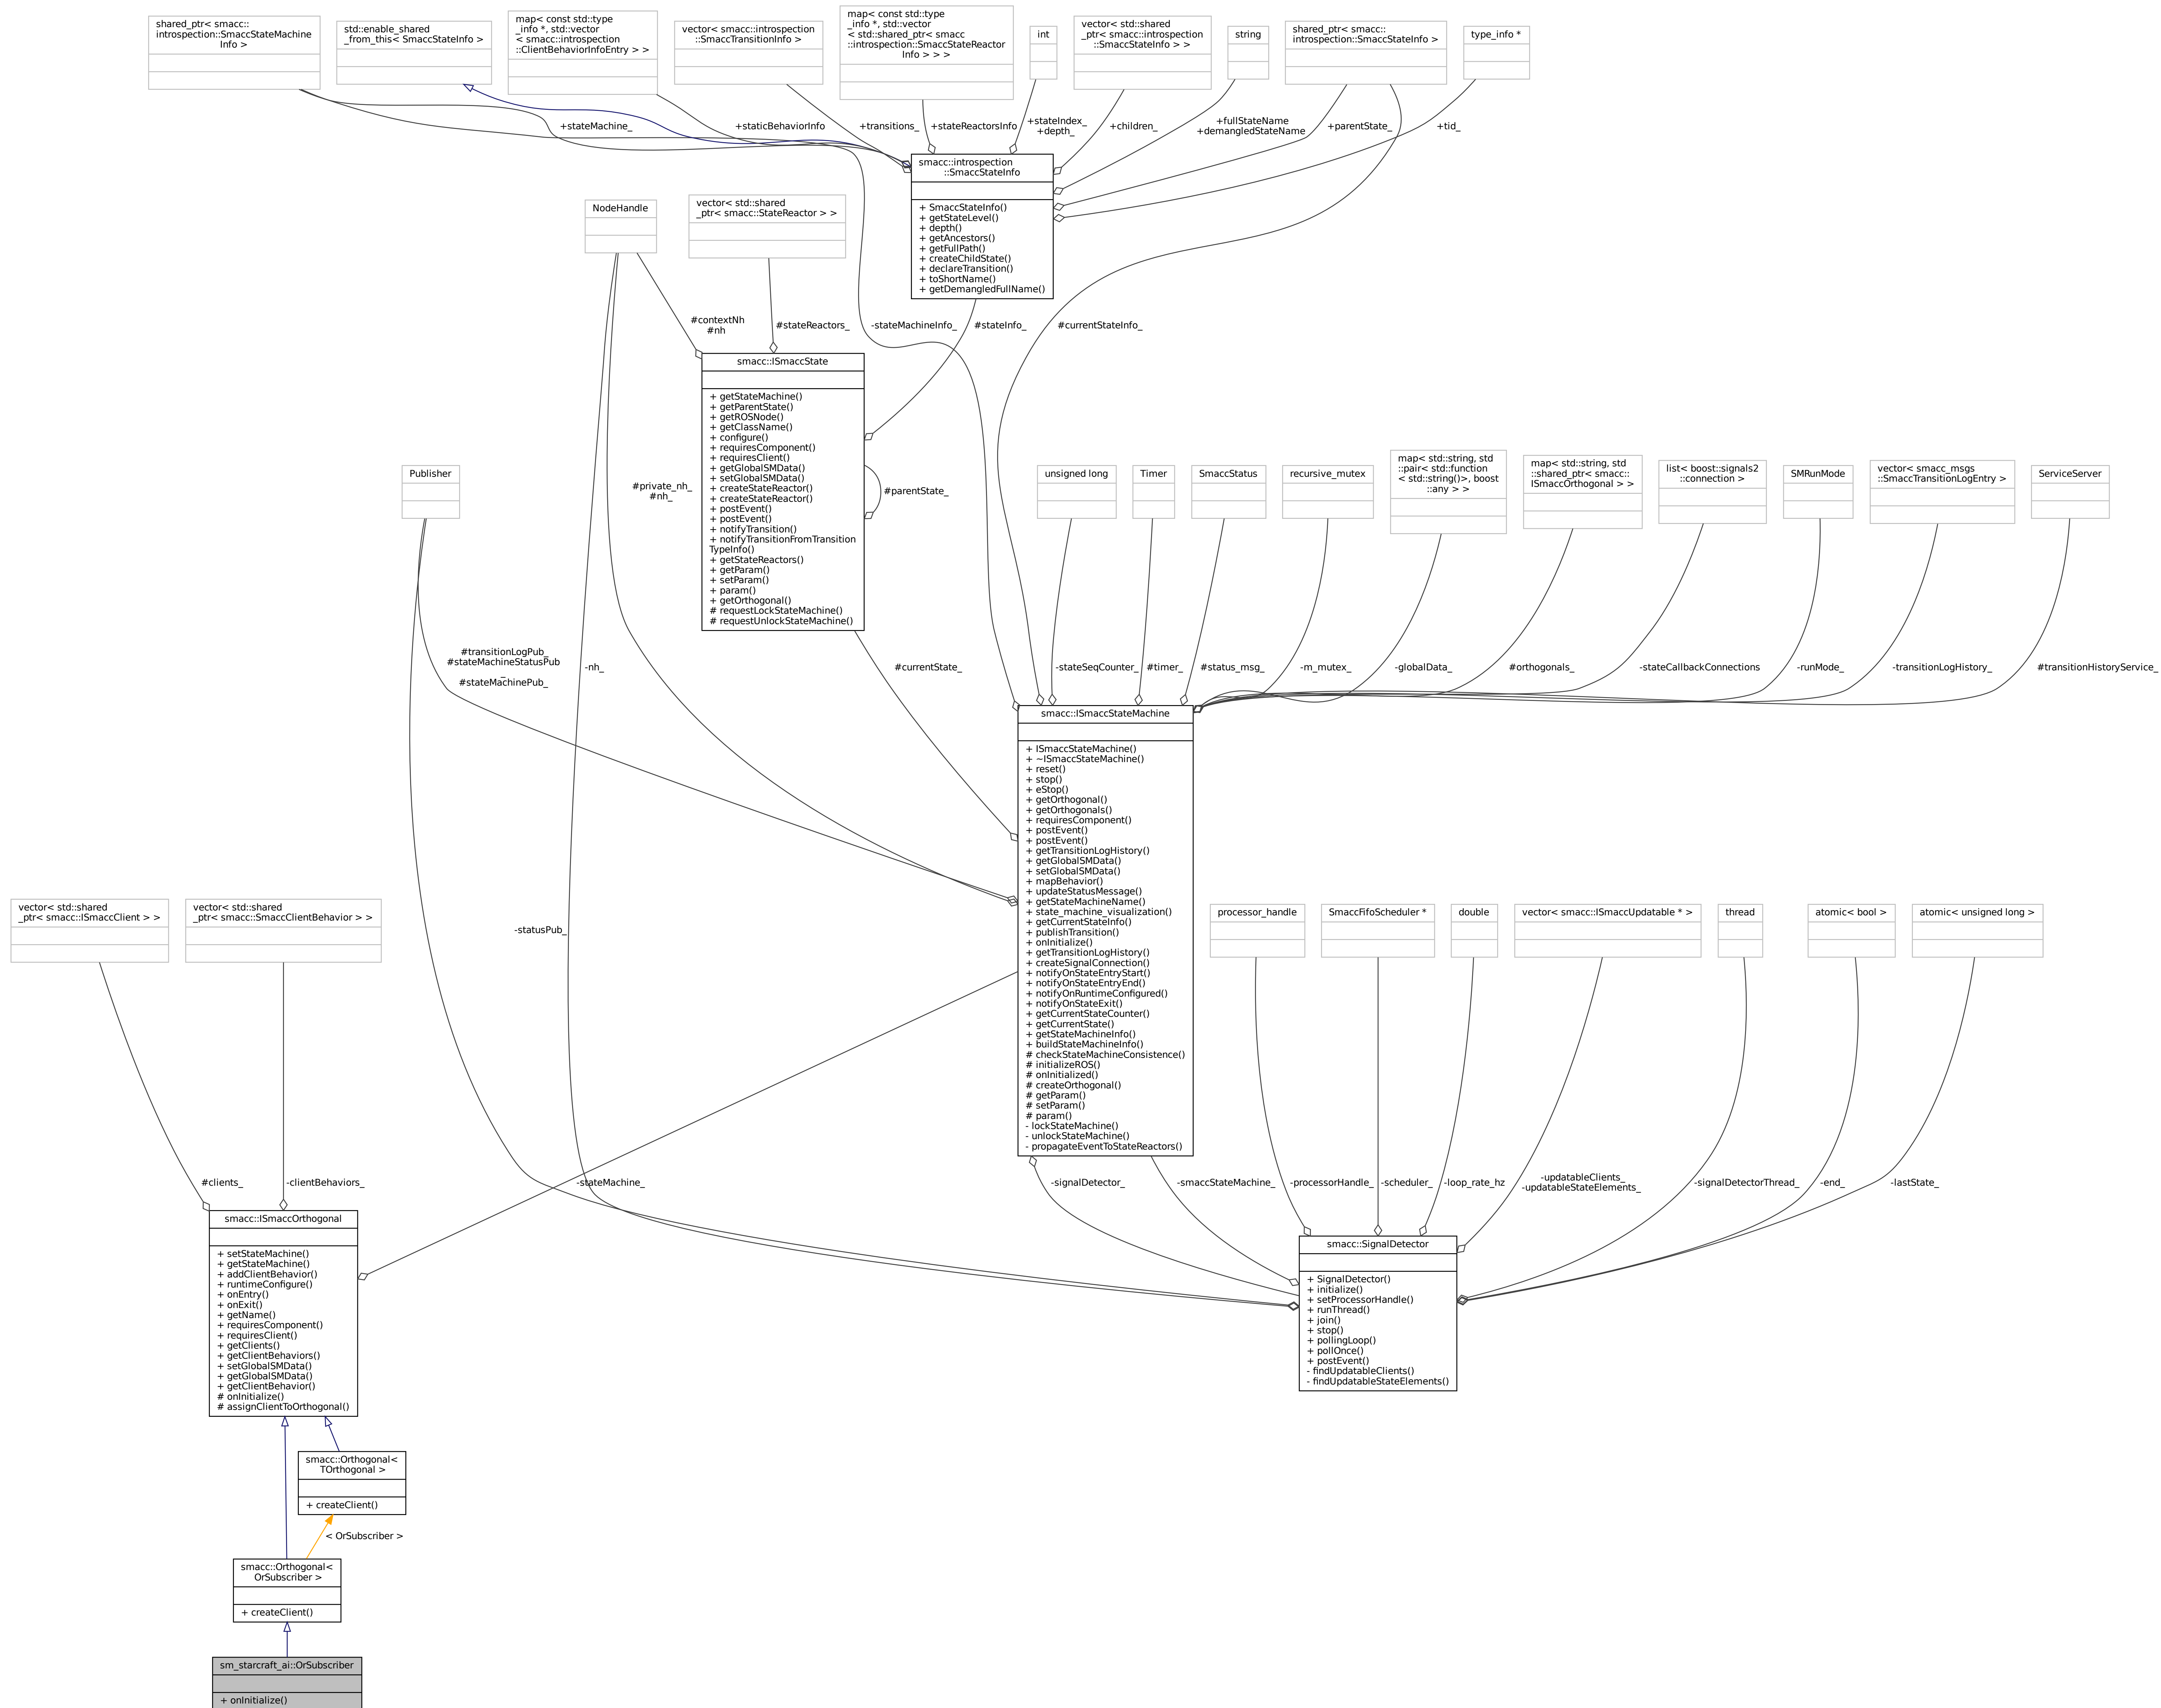 shared_ptr< smacc::
introspection::SmaccStateMachine
Info >
std::enable_shared
_from_this< SmaccStateInfo >
map< const std::type
_info *, std::vector
< smacc::introspection
::ClientBehaviorInfoEntry > >
vector< smacc::introspection
::SmaccTransitionInfo >
map< const std::type
_info *, std::vector
< std::shared_ptr< smacc
::introspection::SmaccStateReactor
Info > > >
int
vector< std::shared
_ptr< smacc::introspection
::SmaccStateInfo > >
string
shared_ptr< smacc::
introspection::SmaccStateInfo >
type_info *
+stateMachine_
+staticBehaviorInfo
+transitions_
+stateReactorsInfo
+stateIndex_
+depth_
+children_
+fullStateName
+demangledStateName
+parentState_
+tid_
smacc::introspection
::SmaccStateInfo
+ SmaccStateInfo()
+ getStateLevel()
+ depth()
+ getAncestors()
+ getFullPath()
+ createChildState()
+ declareTransition()
+ toShortName()
+ getDemangledFullName()
NodeHandle
vector< std::shared
_ptr< smacc::StateReactor > >
#contextNh
#nh
#stateReactors_
-stateMachineInfo_
#stateInfo_
#currentStateInfo_
smacc::ISmaccState
+ getStateMachine()
+ getParentState()
+ getROSNode()
+ getClassName()
+ configure()
+ requiresComponent()
+ requiresClient()
+ getGlobalSMData()
+ setGlobalSMData()
+ createStateReactor()
+ createStateReactor()
+ postEvent()
+ postEvent()
+ notifyTransition()
+ notifyTransitionFromTransition
TypeInfo()
+ getStateReactors()
+ getParam()
+ setParam()
+ param()
+ getOrthogonal()
# requestLockStateMachine()
# requestUnlockStateMachine()
#parentState_
Publisher
#private_nh_
#nh_
unsigned long
Timer
SmaccStatus
recursive_mutex
map< std::string, std
::pair< std::function
< std::string()>, boost
::any > >
map< std::string, std
::shared_ptr< smacc::
ISmaccOrthogonal > >
list< boost::signals2
::connection >
SMRunMode
vector< smacc_msgs
::SmaccTransitionLogEntry >
ServiceServer
#transitionLogPub_
#stateMachineStatusPub
_
#stateMachinePub_
-nh_
#currentState_
-stateSeqCounter_
#timer_
#status_msg_
-m_mutex_
-globalData_
#orthogonals_
-stateCallbackConnections
-runMode_
-transitionLogHistory_
#transitionHistoryService_
smacc::ISmaccStateMachine
+ ISmaccStateMachine()
+ ~ISmaccStateMachine()
+ reset()
+ stop()
+ eStop()
+ getOrthogonal()
+ getOrthogonals()
+ requiresComponent()
+ postEvent()
+ postEvent()
+ getTransitionLogHistory()
+ getGlobalSMData()
+ setGlobalSMData()
+ mapBehavior()
+ updateStatusMessage()
+ getStateMachineName()
+ state_machine_visualization()
+ getCurrentStateInfo()
+ publishTransition()
+ onInitialize()
+ getTransitionLogHistory()
+ createSignalConnection()
+ notifyOnStateEntryStart()
+ notifyOnStateEntryEnd()
+ notifyOnRuntimeConfigured()
+ notifyOnStateExit()
+ getCurrentStateCounter()
+ getCurrentState()
+ getStateMachineInfo()
+ buildStateMachineInfo()
# checkStateMachineConsistence()
# initializeROS()
# onInitialized()
# createOrthogonal()
# getParam()
# setParam()
# param()
- lockStateMachine()
- unlockStateMachine()
- propagateEventToStateReactors()
vector< std::shared
_ptr< smacc::ISmaccClient > >
vector< std::shared
_ptr< smacc::SmaccClientBehavior > >
-statusPub_
processor_handle
SmaccFifoScheduler *
double
vector< smacc::ISmaccUpdatable * >
thread
atomic< bool >
atomic< unsigned long >
#clients_
-clientBehaviors_
-stateMachine_
-signalDetector_
-smaccStateMachine_
-processorHandle_
-scheduler_
-loop_rate_hz
-updatableClients_
-updatableStateElements_
-signalDetectorThread_
-end_
-lastState_
smacc::ISmaccOrthogonal
+ setStateMachine()
+ getStateMachine()
+ addClientBehavior()
+ runtimeConfigure()
+ onEntry()
+ onExit()
+ getName()
+ requiresComponent()
+ requiresClient()
+ getClients()
+ getClientBehaviors()
+ setGlobalSMData()
+ getGlobalSMData()
+ getClientBehavior()
# onInitialize()
# assignClientToOrthogonal()
smacc::SignalDetector
+ SignalDetector()
+ initialize()
+ setProcessorHandle()
+ runThread()
+ join()
+ stop()
+ pollingLoop()
+ pollOnce()
+ postEvent()
- findUpdatableClients()
- findUpdatableStateElements()
smacc::Orthogonal<
TOrthogonal >
+ createClient()
< OrSubscriber >
smacc::Orthogonal<
OrSubscriber >
+ createClient()
sm_starcraft_ai::OrSubscriber
+ onInitialize()